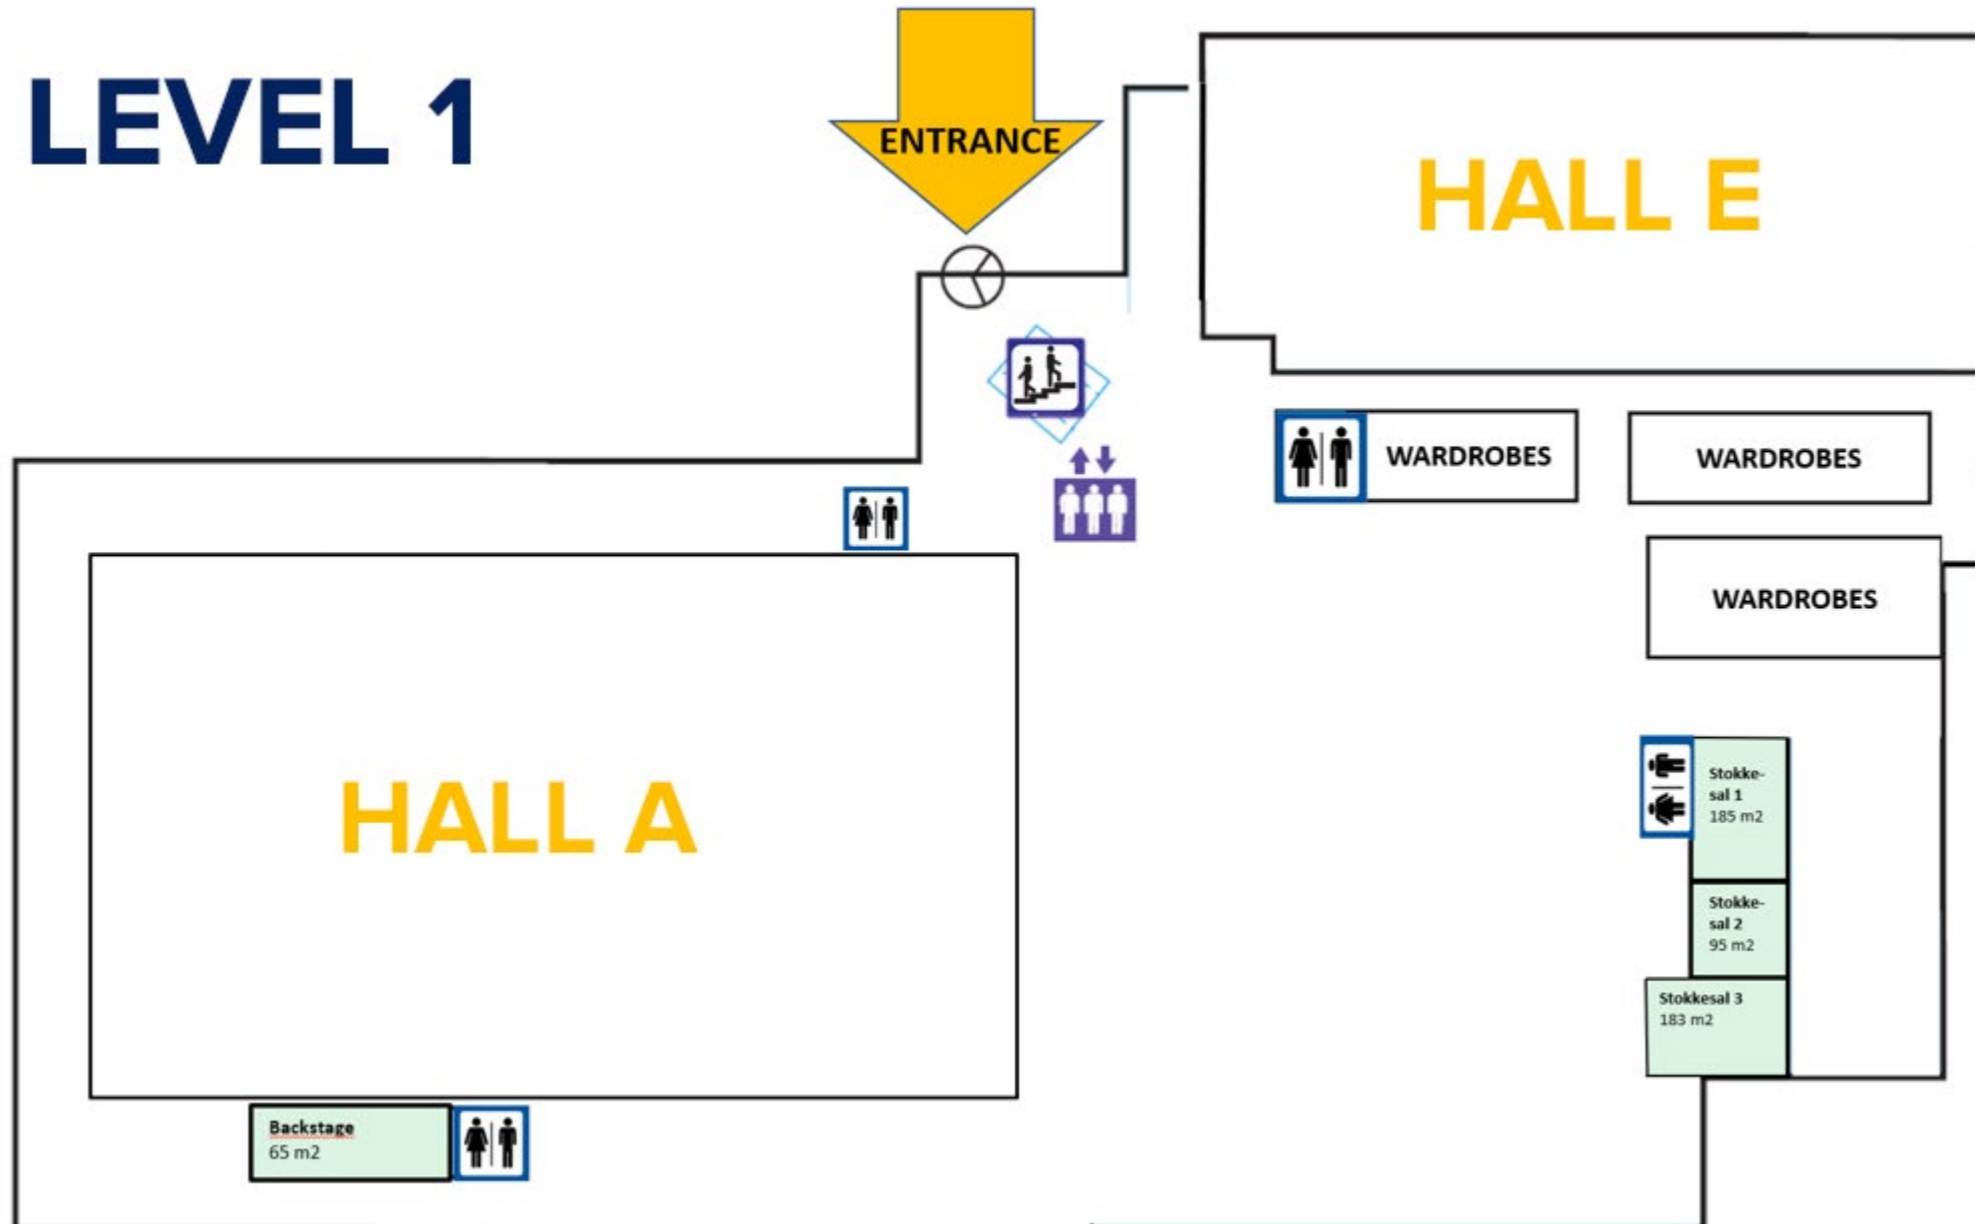 LEVEL 1
ENTRANCE
HALL E
WARDROBES
WARDROBES
WARDROBES
HALL A
Stokke-
sal 1
185 m2
Stokke-
sal 2
95 m2
Stokkesal 3
183 m2
Backstage
65 m2